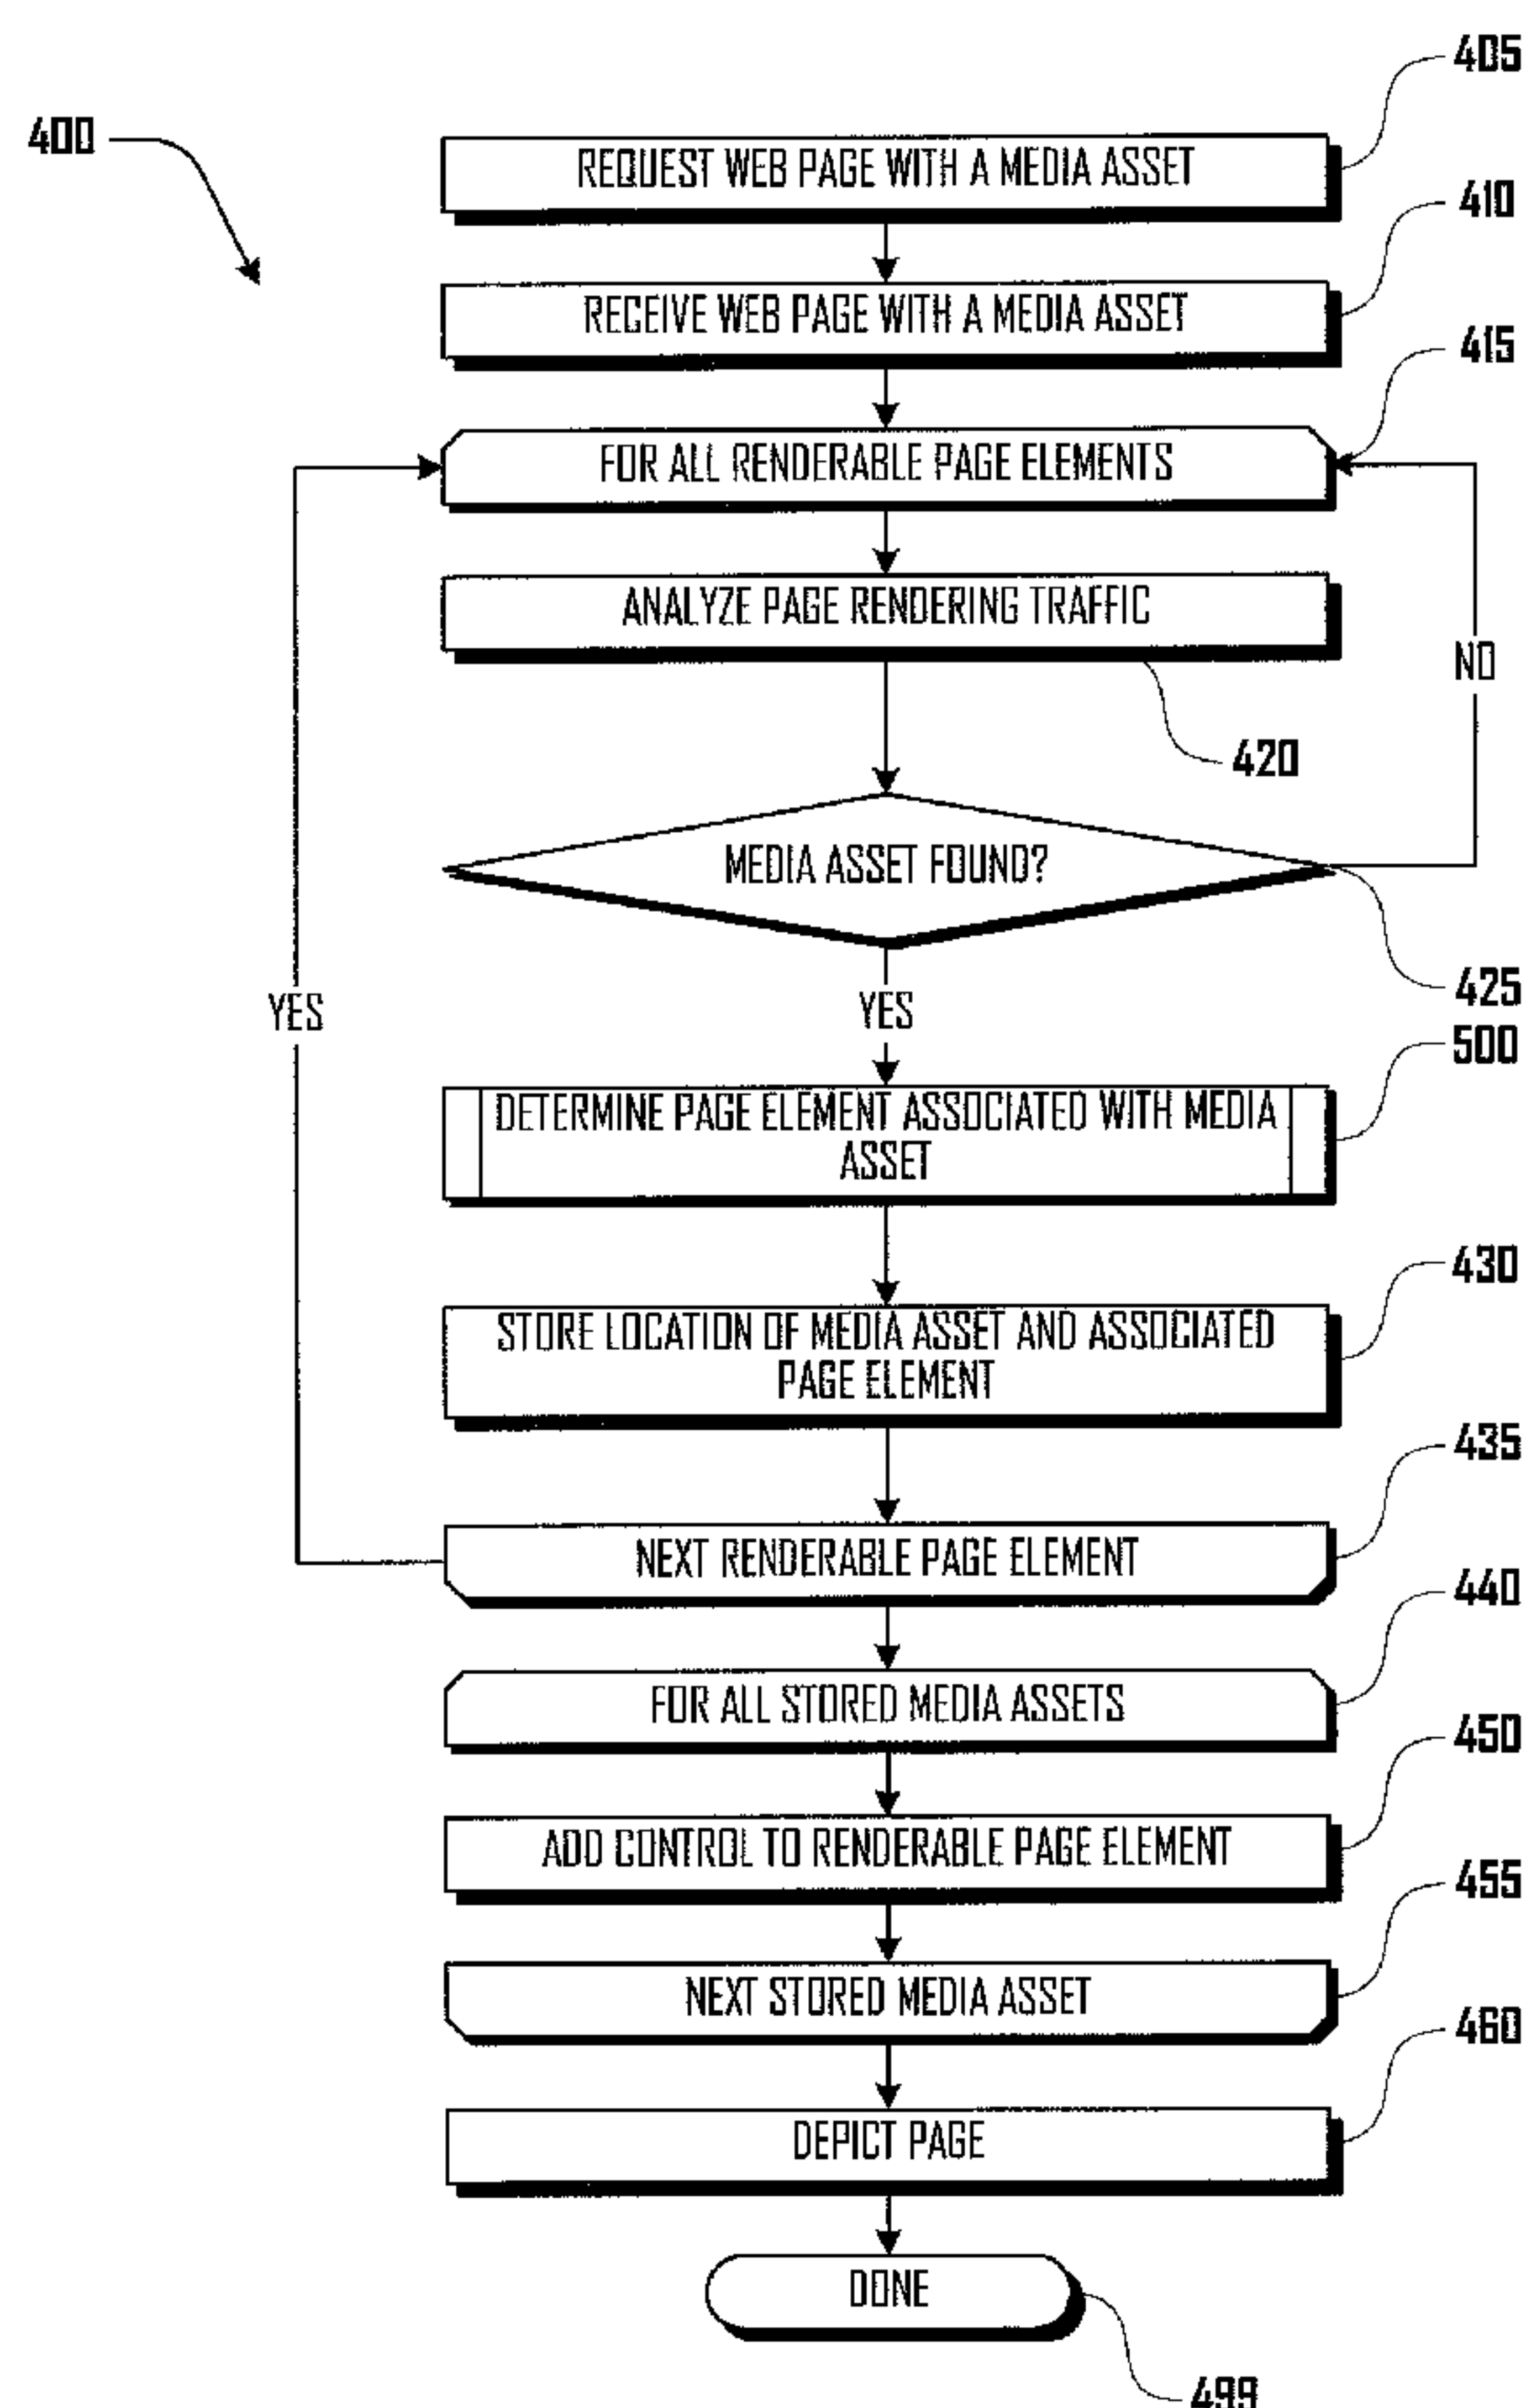 405
400
REQUEST WEB PAGE WITH A MEDIA ASSET
410
RECEIVE WEB PAGE WITH A MEDIA ASSET
415
FOR ALL RENDERABLE PAGE ELEMENTS
ANALYZE PAGE RENDERING TRAFFIC
NO
420
MEDIA ASSET FOUND?
425
YES
YES
500
DETERMINE PAGE ELEMENT ASSOCIATED WITH MEDIA
ASSET
430
STORE LOCATION OF MEDIA ASSET AND ASSOCIATED
PAGE ELEMENT
435
NEXT RENDERABLE PAGE ELEMENT
440
FOR ALL STORED MEDIA ASSETS
450
ADD CONTROL TO RENDERABLE PAGE ELEMENT
455
NEXT STORED MEDIA ASSET
460
DEPICT PAGE
DONE
499